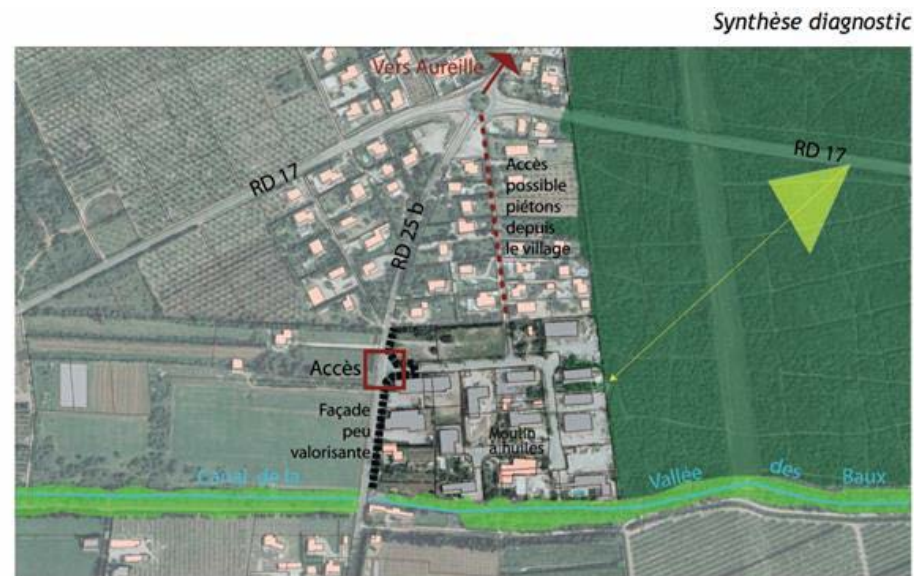 Synthèse diagnostic
Vers Aureille
RD 17
RD 17
RD 25 b
Accès
possible
piétons
depuis
le village
Accès
Façade
peu
valorisante
Moulin
à huiles
Canal de la
Vallée
des
Baux